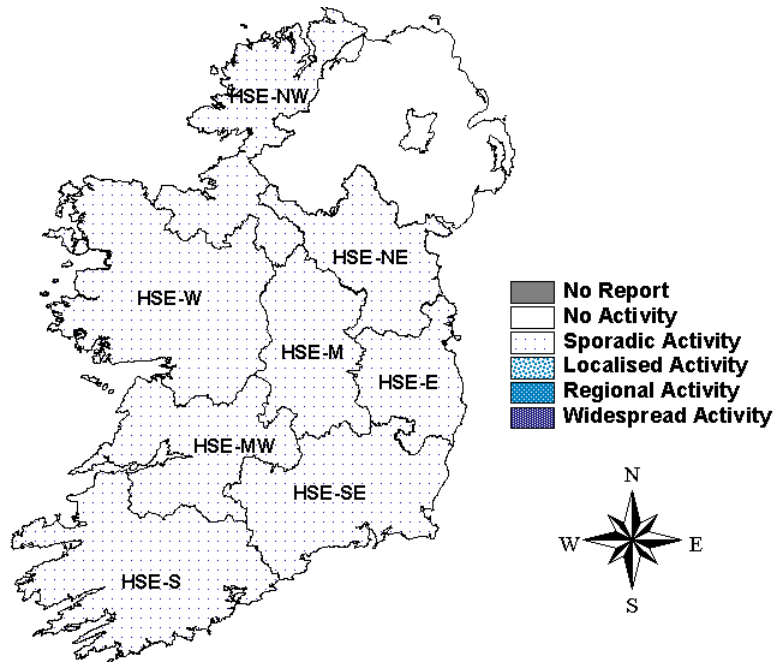 HSE-NW
HSE-NE
HSE-W
HSE-M
HSE-E
HSE-MW
HSE-SE
HSE-S
No Report
No Activity
Sporadic Activity
Localised Activity
Regional Activity
Widespread Activity
N
W E
S